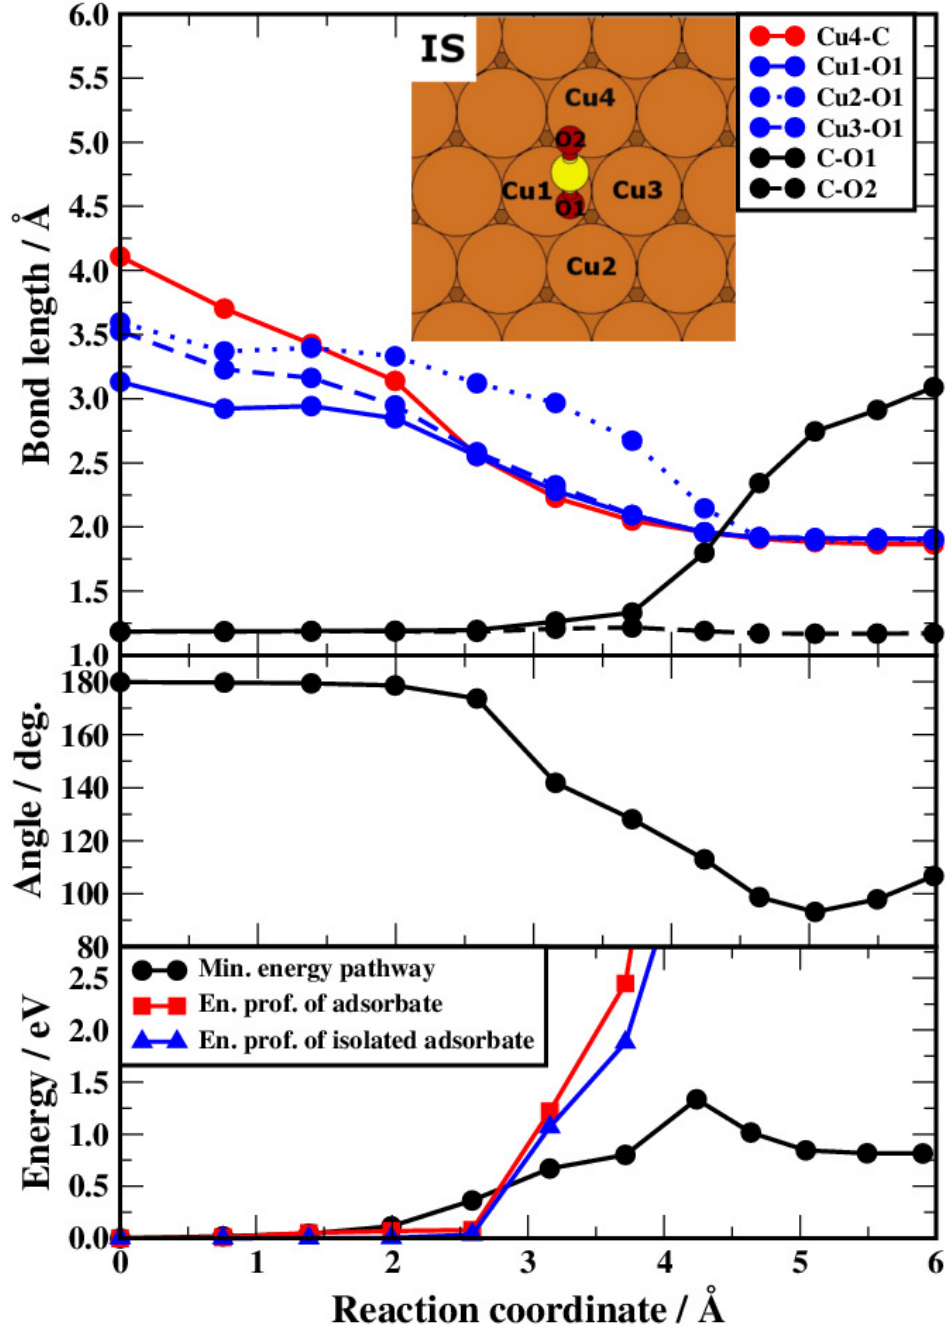 6.0
5.5
5.0
4.5
4.0
3.5
3.0
2.5
2.0
1.5
1.0
Bond length / Å
IS
Cu4
O2
Cu1
Cu3
O1
Cu2
Cu4-C
Cu1-O1
Cu2-O1
Cu3-O1
C-O1
C-O2
180
160
140
120
100
80
Angle / deg.
Min. energy pathway
En. prof. of adsorbate
En. prof. of isolated adsorbate
2.5
2.0
1.5
1.0
0.5
0.0
Energy / eV
0 1 2 3 4 5 6
Reaction coordinate / Å